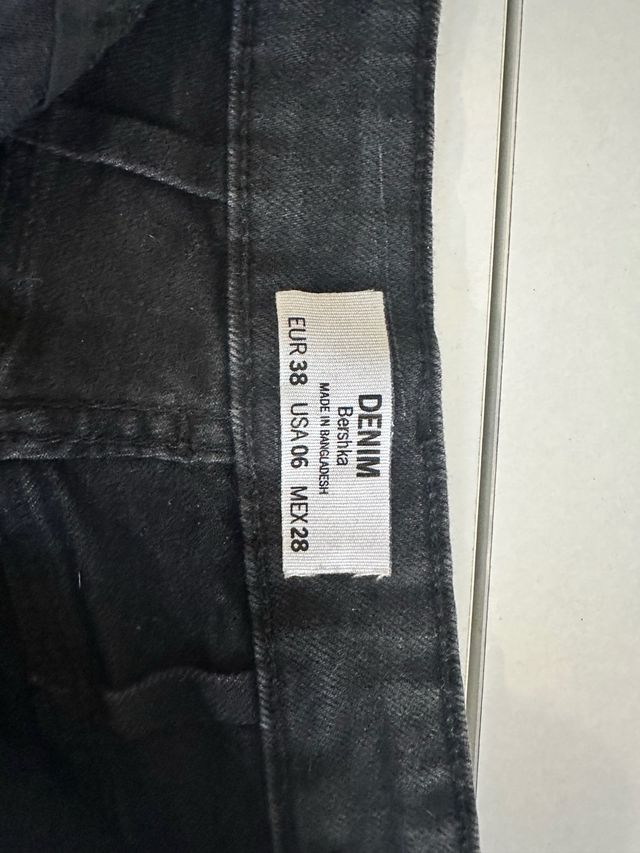 DENIM
Bershka
MADE IN BANGLADESH
EUR 38 USA 06 MEX 28